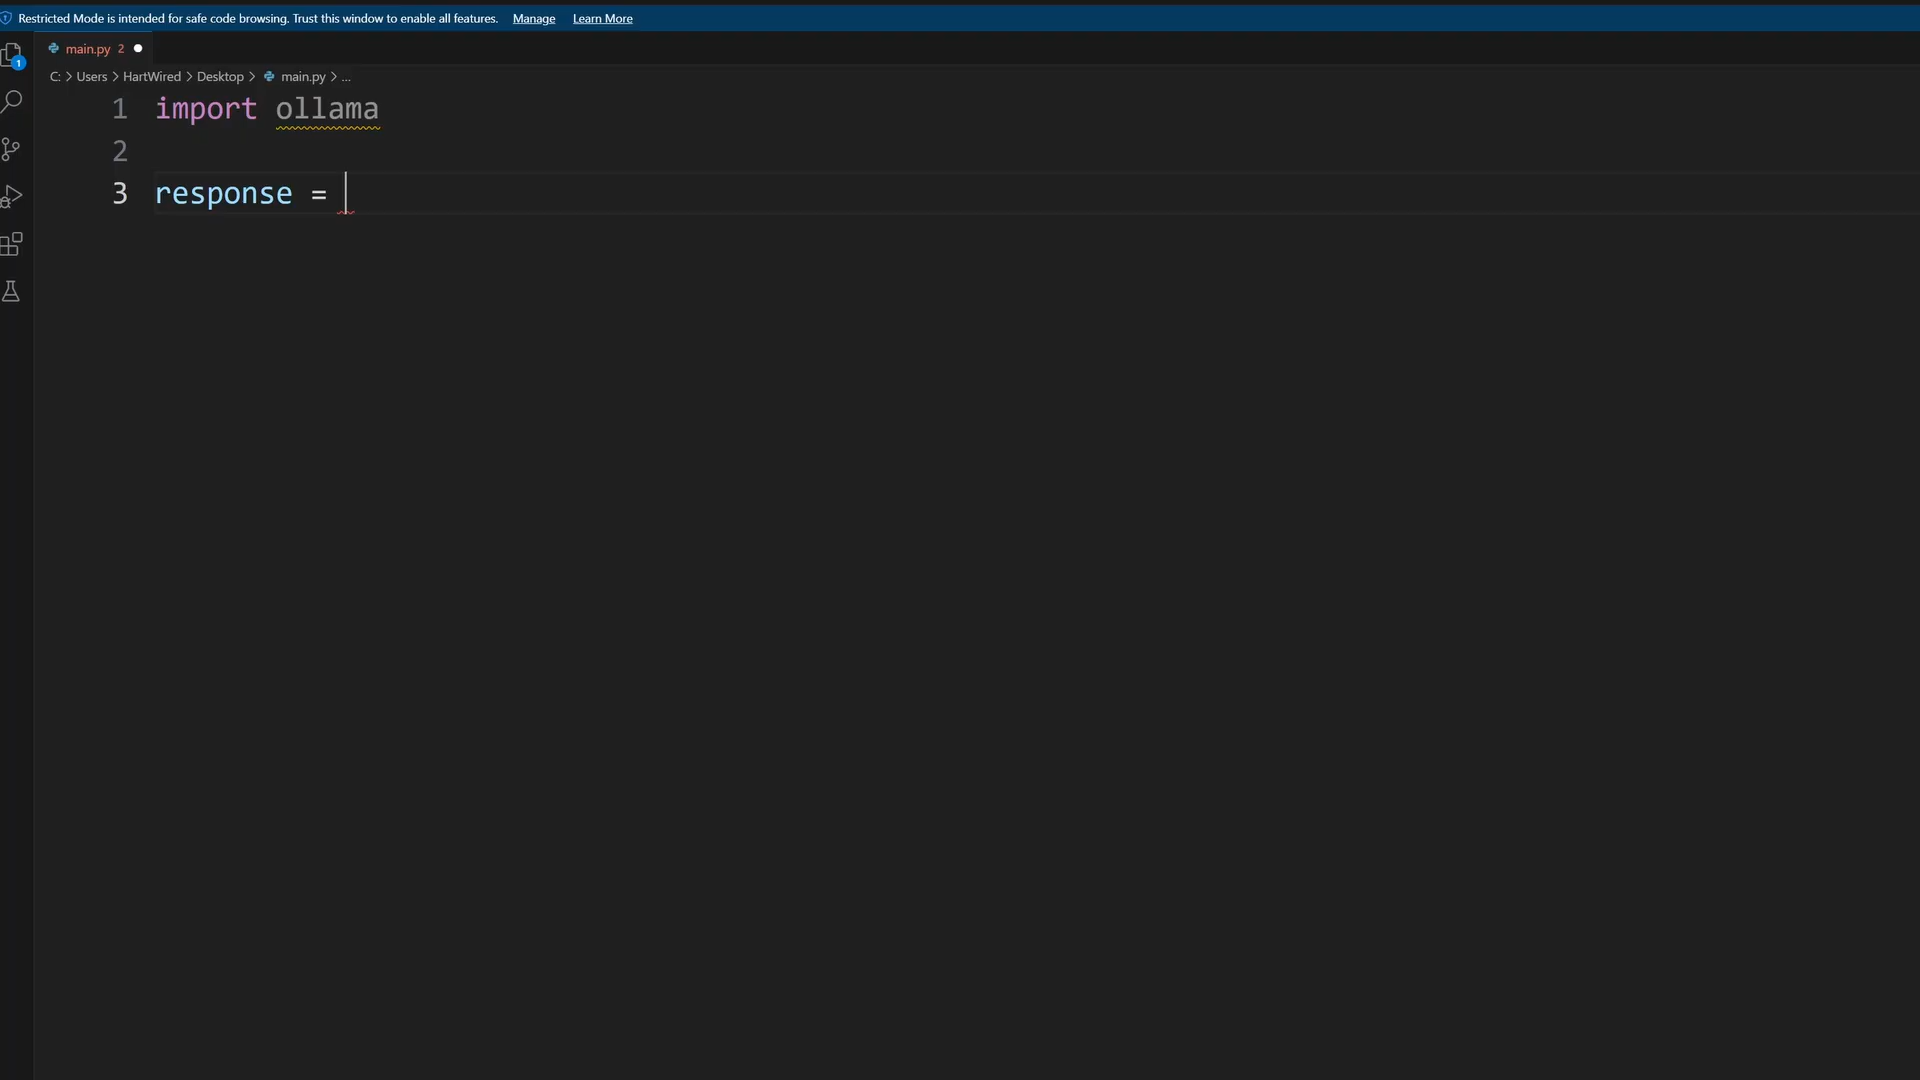 Restricted Mode is intended for safe code browsing. Trust this window to enable all features. Manage Learn More
main.py 2
1
C: > Users > HartWired > Desktop > main.py > ...
1 import ollama
2
3 response =